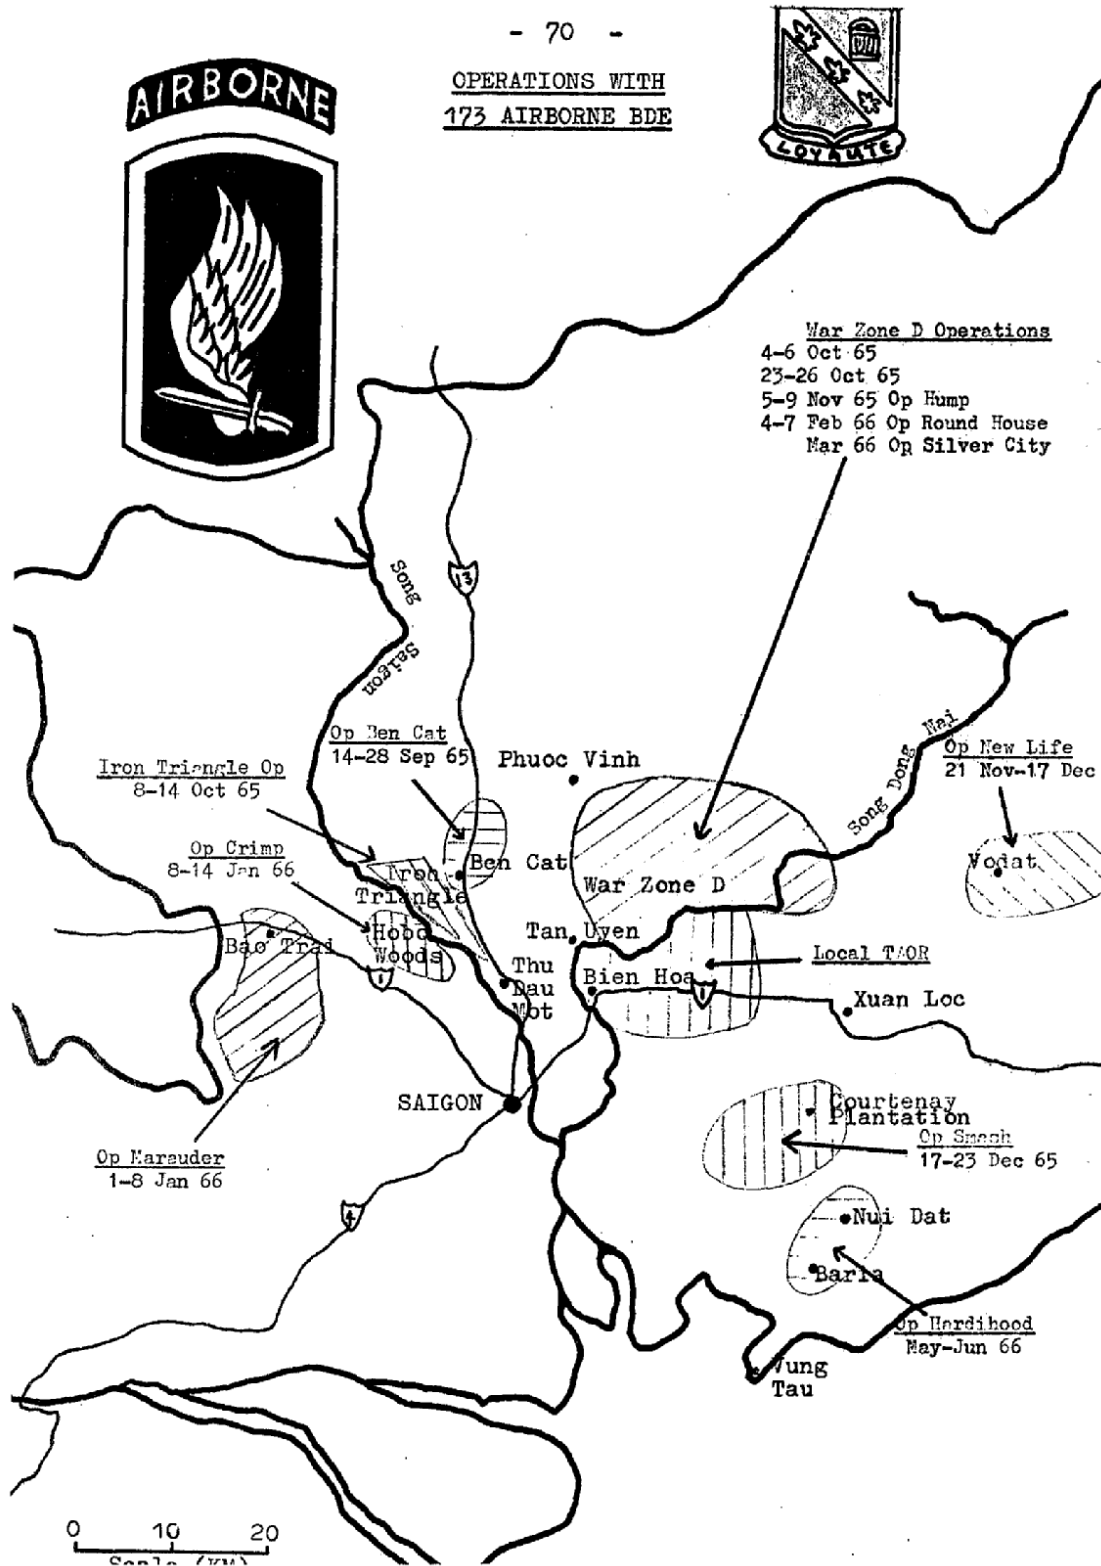 - 70 -
OPERATIONS WITH
173 AIRBORNE BDE
AIRBORNE
LOYAUTE
War Zone D Operations
4-6 Oct 65
23-26 Oct 65
5-9 Nov 65 Op Hump
4-7 Feb 66 Op Round House
Mar 66 Op Silver City
13
Song
Saigon
Op Ben Cat
14-28 Sep 65
Phuoc Vinh
Song Dong Nai
Op New Life
21 Nov-17 Dec
Iron Triangle Op
8-14 Oct 65
Op Crimp
8-14 Jan 66
Ben Cat
Iron
Triangle
War Zone D
Vodat
Bao Trai
Hobo
Woods
Tan Uyen
Local TAOR
Thu
Dau
Mot
Bien Hoa
1
1
Xuan Loc
SAIGON
Courtenay
Plantation
Op Smash
17-23 Dec 65
Op Marauder
1-8 Jan 66
4
Nui Dat
Baria
Op Hardihood
May-Jun 66
Vung
Tau
0 10 20
Scale (KM)